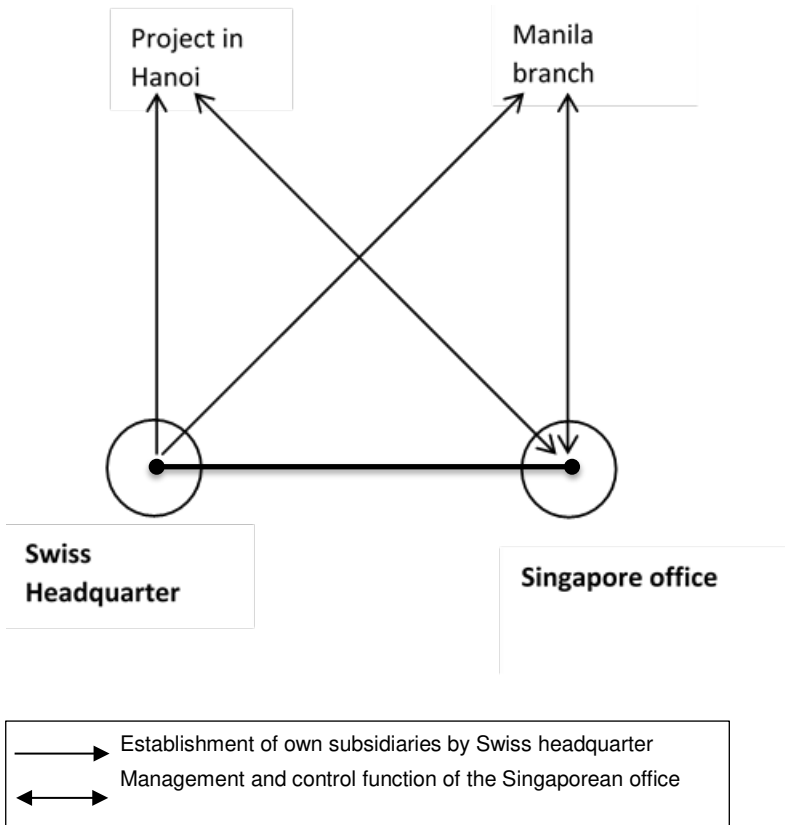 Project in
Hanoi
Manila
branch
Swiss
Headquarter
Singapore office
Establishment of own subsidiaries by Swiss headquarter
Management and control function of the Singaporean office